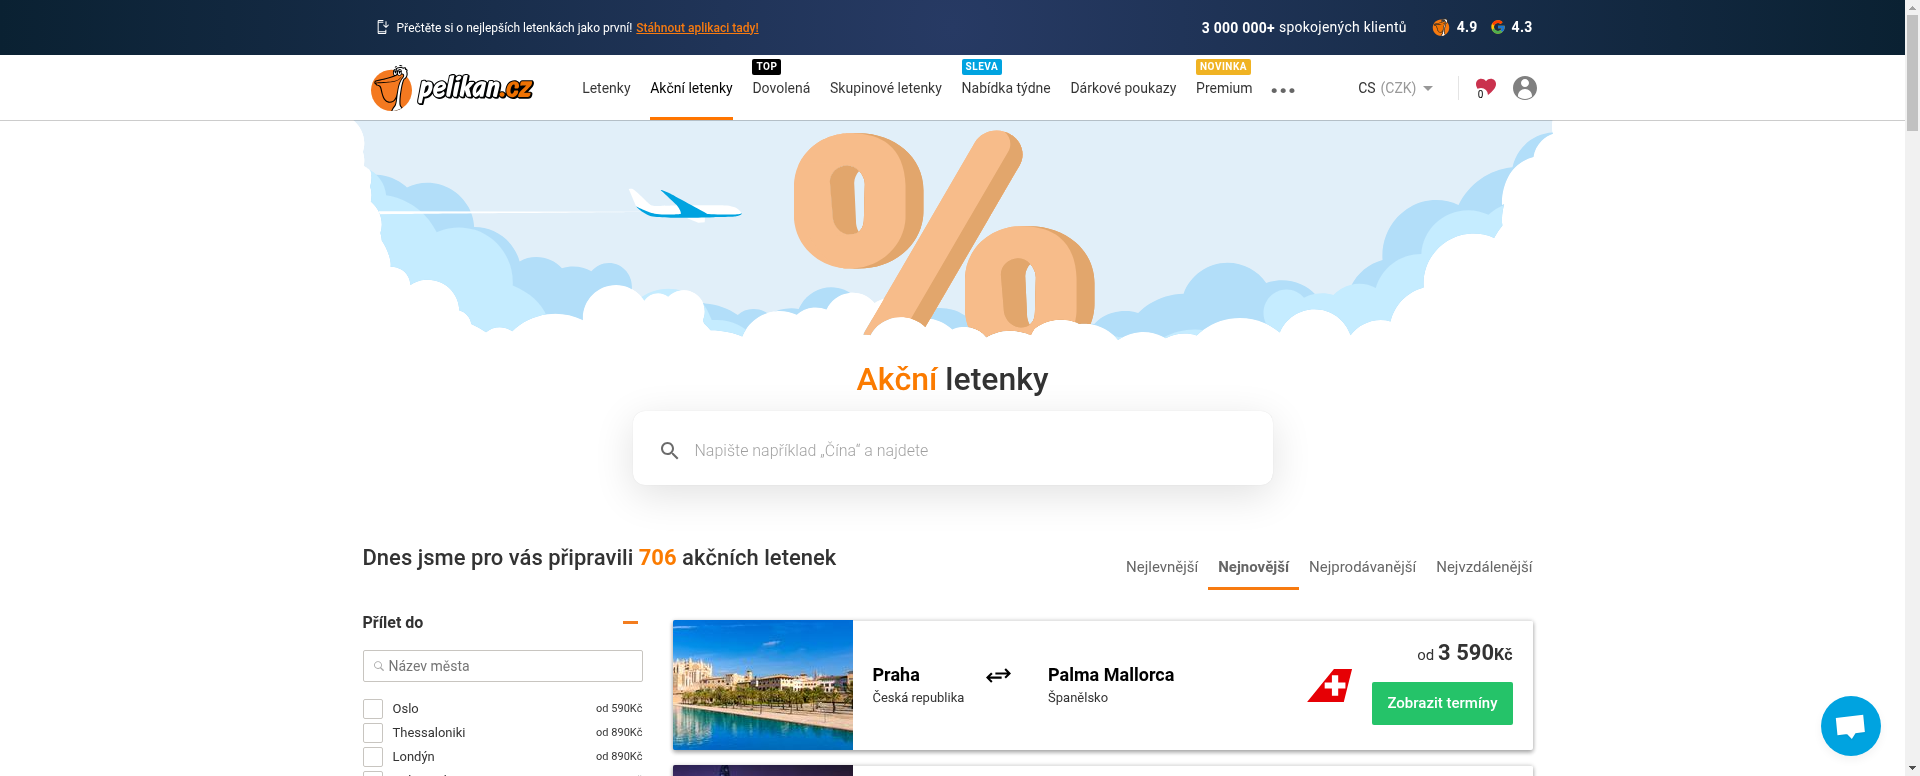 Přečtěte si o nejlepších letenkách jako první! Stáhnout aplikaci tady!
3 000 000+ spokojených klientů
4.9
4.3
pelikan.cz
Letenky
Akční letenky
TOP
Dovolená
Skupinové letenky
SLEVA
Nabídka týdne
Dárkové poukazy
NOVINKA
Premium
CS (CZK)
0
Akční letenky
Napište například „Čína“ a najdete
Dnes jsme pro vás připravili 706 akčních letenek
Nejlevnější
Nejnovější
Nejprodávanější
Nejvzdálenější
Přílet do
Název města
Oslo od 590Kč
Thessaloniki od 890Kč
Londýn od 890Kč
Praha
Česká republika
Palma Mallorca
Španělsko
od 3 590Kč
Zobrazit termíny